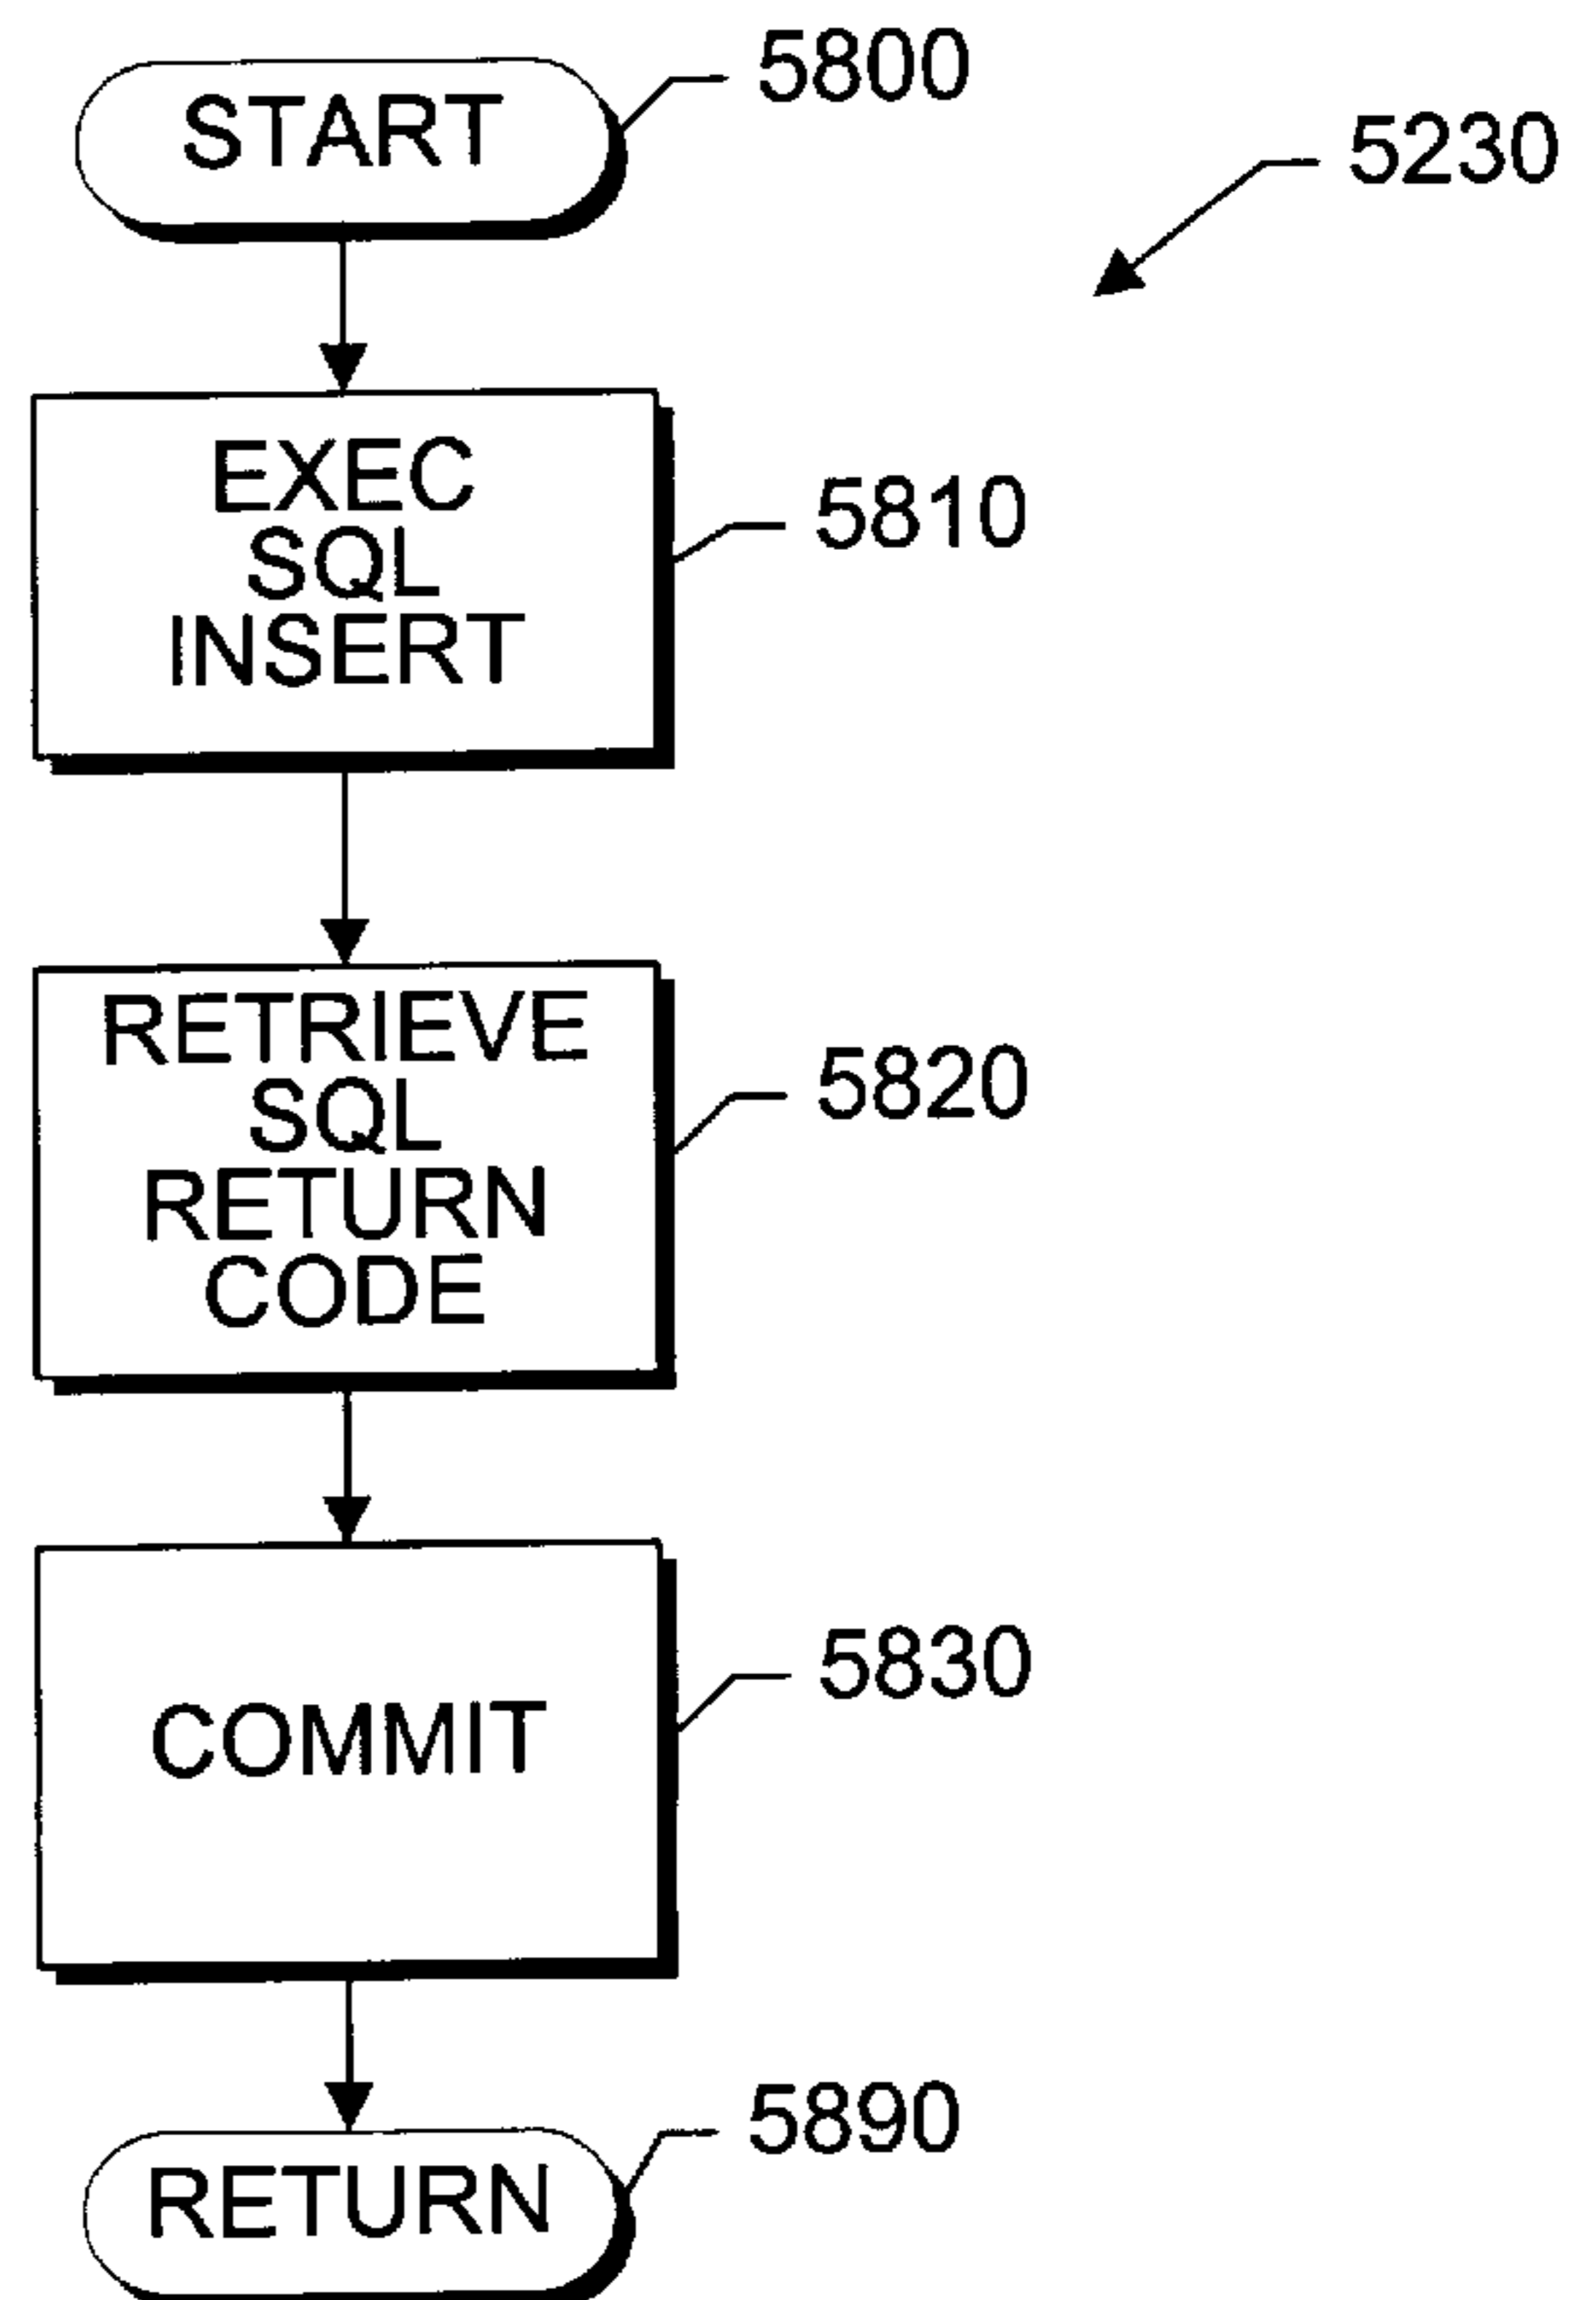 START
5800
5230
EXEC
SQL
INSERT
5810
RETRIEVE
SQL
RETURN
CODE
5820
COMMIT
5830
RETURN
5890